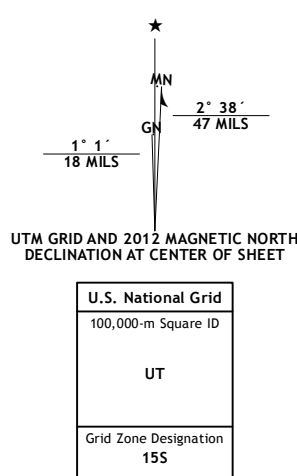 MN
GN
2° 38´
47 MILS
1° 1´
18 MILS
UTM GRID AND 2012 MAGNETIC NORTH
DECLINATION AT CENTER OF SHEET
U.S. National Grid
100,000-m Square ID
UT
Grid Zone Designation
15S